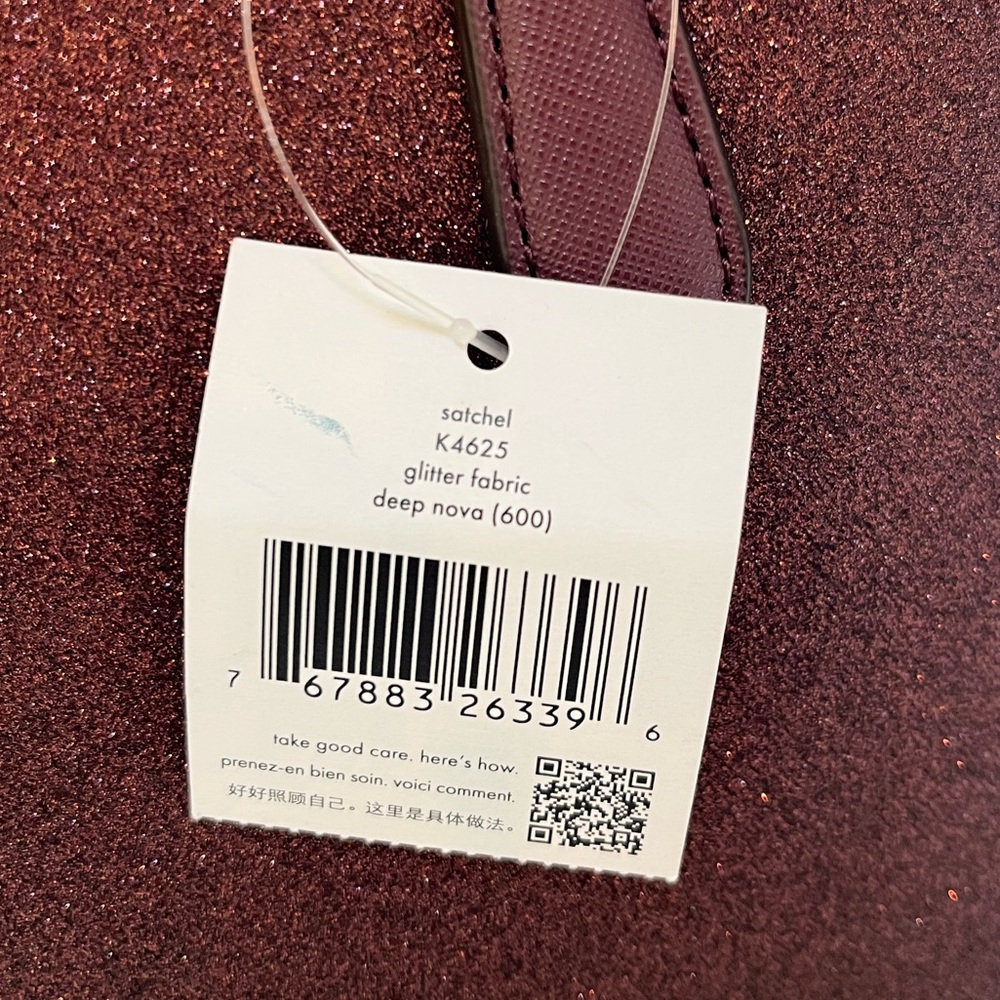 satchel
K4625
glitter fabric
deep nova (600)
7 67883 26339 6
take good care. here's how.
prenez-en bien soin. voici comment.
好好照顾自己。这里是具体做法。